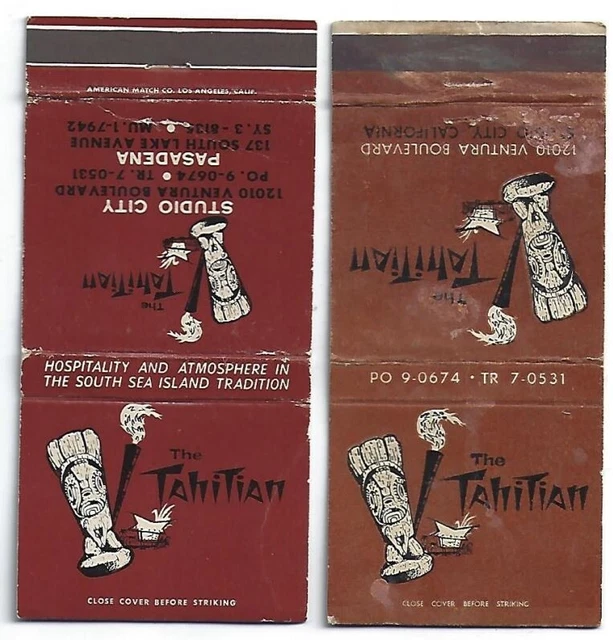 AMERICAN MATCH CO. LOS ANGELES, CALIF.
The
TAHITIAN
STUDIO CITY
12010 VENTURA BOULEVARD
PO. 9-0674 • TR. 7-0531
PASADENA
137 SOUTH LAKE AVENUE
SY. 3 - 8135 • MU. 1-7942
HOSPITALITY AND ATMOSPHERE IN
THE SOUTH SEA ISLAND TRADITION
The
TAHITIAN
CLOSE COVER BEFORE STRIKING
The
TAHITIAN
12010 VENTURA BOULEVARD
STUDIO CITY, CALIFORNIA
PO 9-0674 · TR 7-0531
The
TAHITIAN
CLOSE COVER BEFORE STRIKING